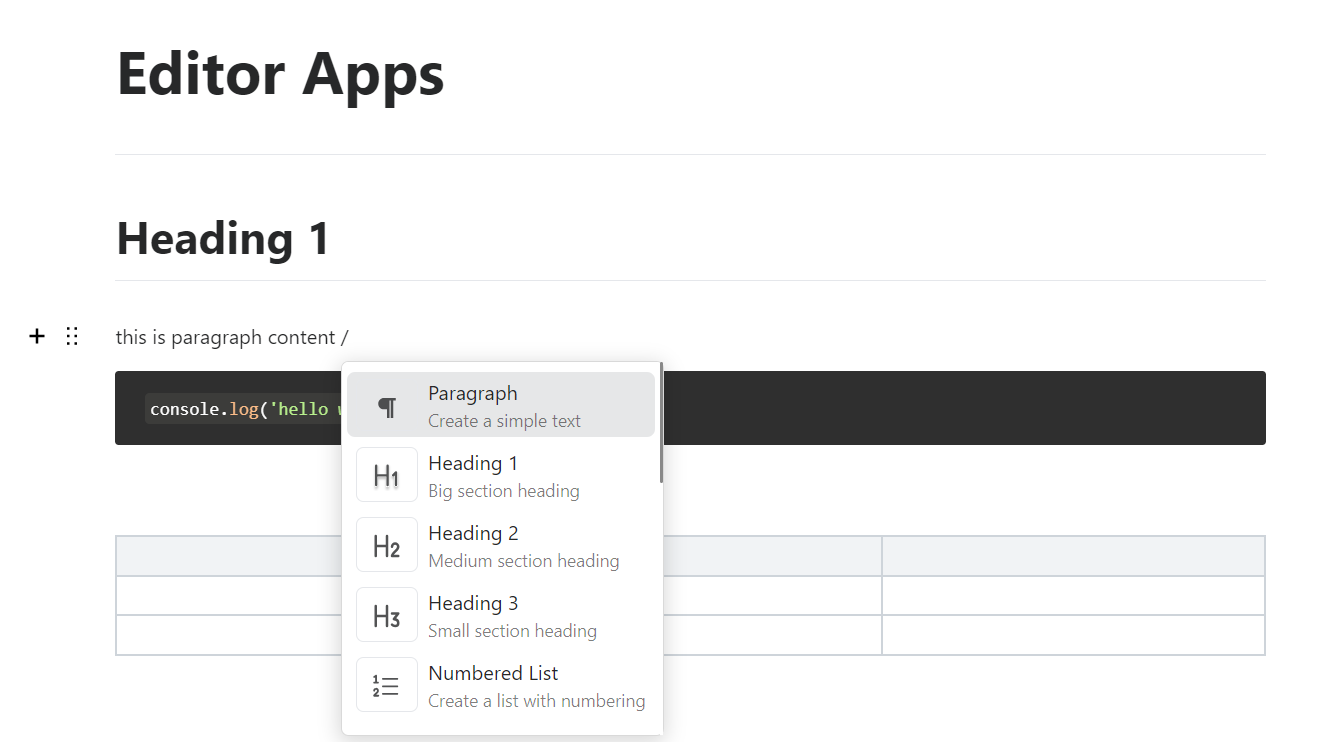 Editor Apps
Heading 1
this is paragraph content /
console.log('hello
Paragraph
Create a simple text
H1
Heading 1
Big section heading
H2
Heading 2
Medium section heading
H3
Heading 3
Small section heading
1
2
Numbered List
Create a list with numbering